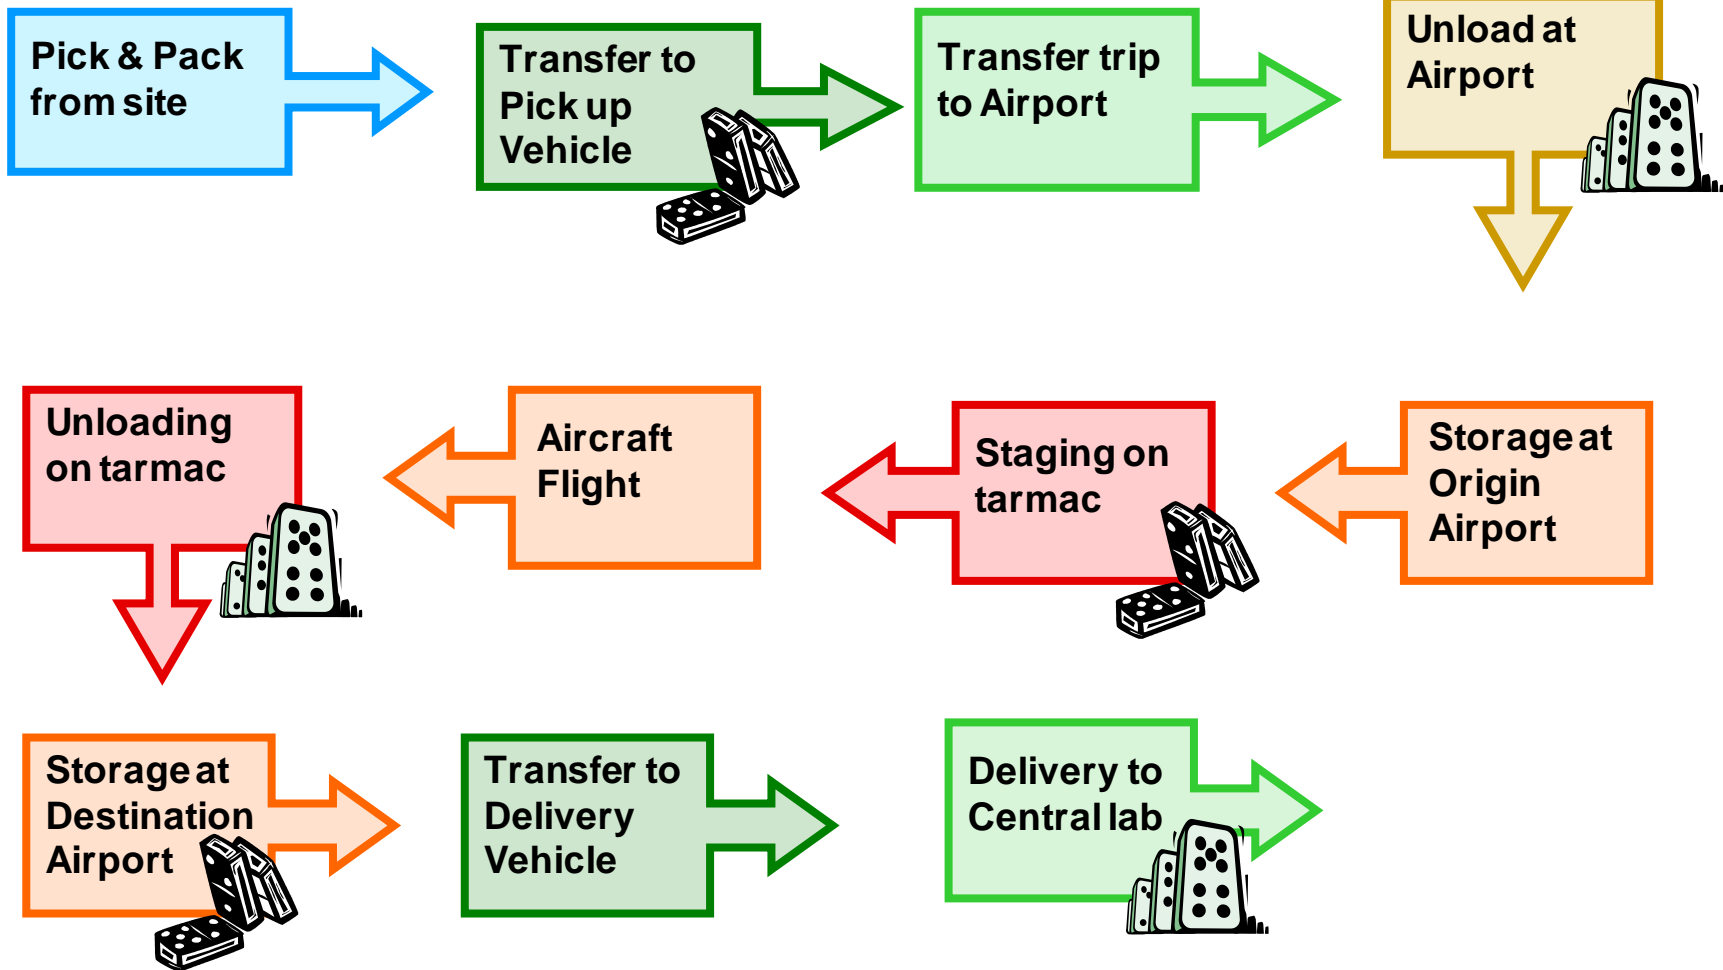 Pick & Pack
from site
Transfer to
Pick up
Vehicle
Transfer trip
to Airport
Unload at
Airport
Storage at
Origin
Airport
Staging on
tarmac
Aircraft
Flight
Unloading
on tarmac
Storage at
Destination
Airport
Transfer to
Delivery
Vehicle
Delivery to
Central lab